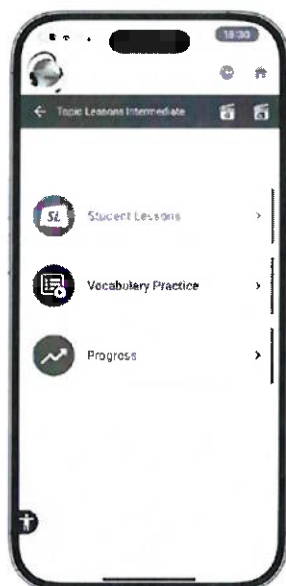 18:30
Topic Lessons Intermediate
SL
Student Lessons
Vocabulary Practice
Progress